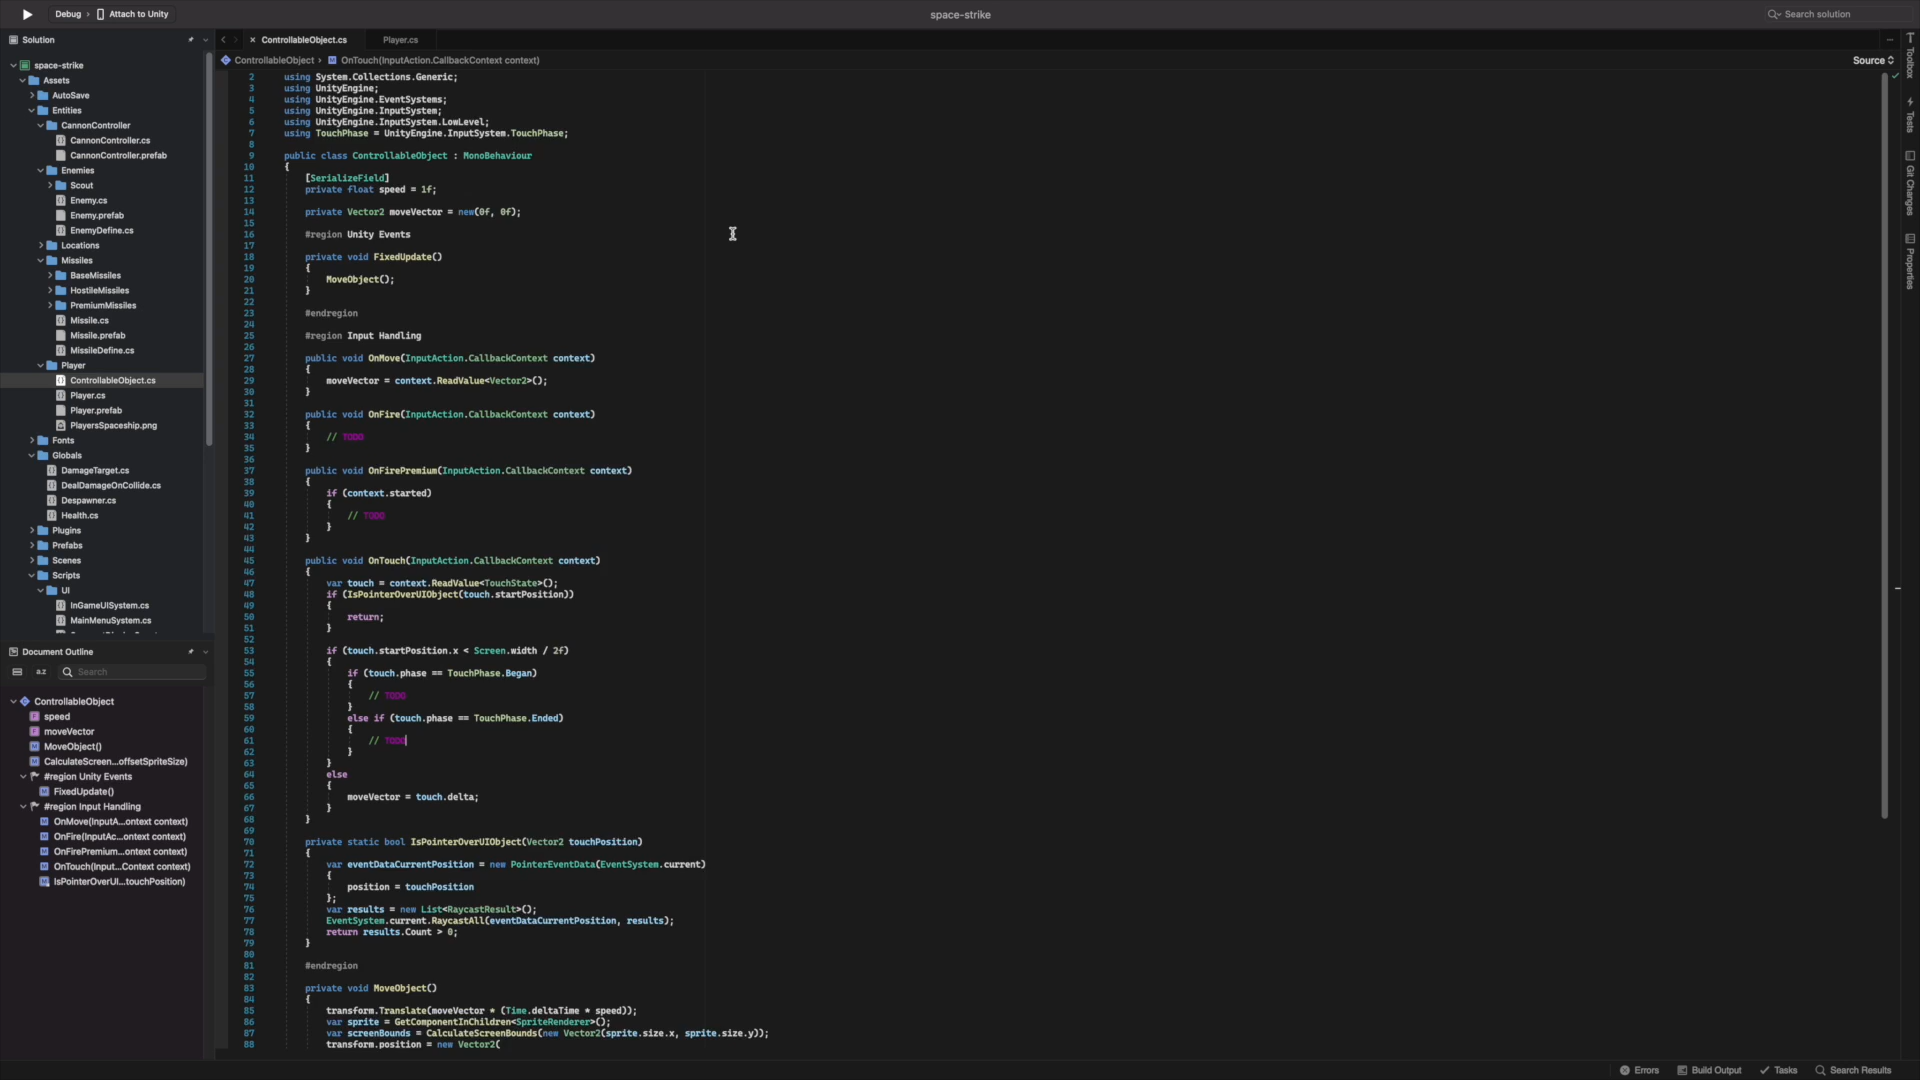 Debug › Attach to Unity
space-strike
Search solution
Solution
space-strike
Assets
AutoSave
Entities
CannonController
CannonController.cs
CannonController.prefab
Enemies
Scout
Enemy.cs
Enemy.prefab
EnemyDefine.cs
Locations
Missiles
BaseMissiles
HostileMissiles
PremiumMissiles
Missile.cs
Missile.prefab
MissileDefine.cs
Player
ControllableObject.cs
Player.cs
Player.prefab
PlayersSpaceship.png
Fonts
Globals
DamageTarget.cs
DealDamageOnCollide.cs
Despawner.cs
Health.cs
Plugins
Prefabs
Scenes
Scripts
UI
InGameUISystem.cs
MainMenuSystem.cs
Document Outline
a-z
Search
ControllableObject
speed
moveVector
MoveObject()
CalculateScreen...offsetSpriteSize)
#region Unity Events
FixedUpdate()
#region Input Handling
OnMove(InputA...ontext context)
OnFire(InputAc...ontext context)
OnFirePremium...ontext context)
OnTouch(Input...Context context)
IsPointerOverUI...touchPosition)
ControllableObject.cs
Player.cs
ControllableObject › OnTouch(InputAction.CallbackContext context)
Source
2 using System.Collections.Generic;
3 using UnityEngine;
4 using UnityEngine.EventSystems;
5 using UnityEngine.InputSystem;
6 using UnityEngine.InputSystem.LowLevel;
7 using TouchPhase = UnityEngine.InputSystem.TouchPhase;
8
9 public class ControllableObject : MonoBehaviour
10 {
11 [SerializeField]
12 private float speed = 1f;
13
14 private Vector2 moveVector = new(0f, 0f);
15
16 #region Unity Events
17
18 private void FixedUpdate()
19 {
20 MoveObject();
21 }
22
23 #endregion
24
25 #region Input Handling
26
27 public void OnMove(InputAction.CallbackContext context)
28 {
29 moveVector = context.ReadValue<Vector2>();
30 }
31
32 public void OnFire(InputAction.CallbackContext context)
33 {
34 // TODO
35 }
36
37 public void OnFirePremium(InputAction.CallbackContext context)
38 {
39 if (context.started)
40 {
41 // TODO
42 }
43 }
44
45 public void OnTouch(InputAction.CallbackContext context)
46 {
47 var touch = context.ReadValue<TouchState>();
48 if (IsPointerOverUIObject(touch.startPosition))
49 {
50 return;
51 }
52
53 if (touch.startPosition.x < Screen.width / 2f)
54 {
55 if (touch.phase == TouchPhase.Began)
56 {
57 // TODO
58 }
59 else if (touch.phase == TouchPhase.Ended)
60 {
61 // TODO
62 }
63 }
64 else
65 {
66 moveVector = touch.delta;
67 }
68 }
69
70 private static bool IsPointerOverUIObject(Vector2 touchPosition)
71 {
72 var eventDataCurrentPosition = new PointerEventData(EventSystem.current)
73 {
74 position = touchPosition
75 };
76 var results = new List<RaycastResult>();
77 EventSystem.current.RaycastAll(eventDataCurrentPosition, results);
78 return results.Count > 0;
79 }
80
81 #endregion
82
83 private void MoveObject()
84 {
85 transform.Translate(moveVector * (Time.deltaTime * speed));
86 var sprite = GetComponentInChildren<SpriteRenderer>();
87 var screenBounds = CalculateScreenBounds(new Vector2(sprite.size.x, sprite.size.y));
88 transform.position = new Vector2(
Toolbox
Tests
Git Changes
Properties
Errors
Build Output
Tasks
Search Results